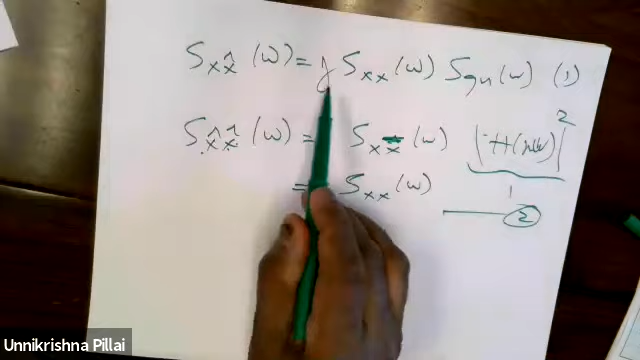 S_{x\hat{x}}(ω) = j S_{xx}(ω) Sgn(ω) (1)
S_{\hat{x}\hat{x}}(ω) = S_{xx}(ω) |H(jω)|^2
1
= S_{xx}(ω) — ②
Unnikrishna Pillai